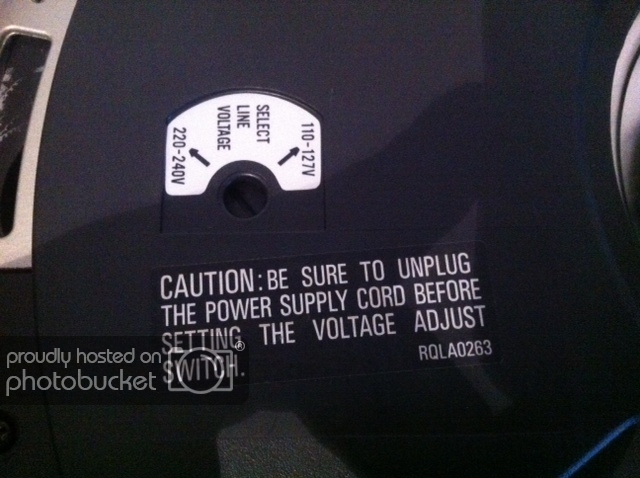 SELECT
LINE
VOLTAGE
110-127V
220-240V
CAUTION: BE SURE TO UNPLUG
THE POWER SUPPLY CORD BEFORE
SETTING THE VOLTAGE ADJUST
SWITCH.
RQLA0263
proudly hosted on
photobucket
®